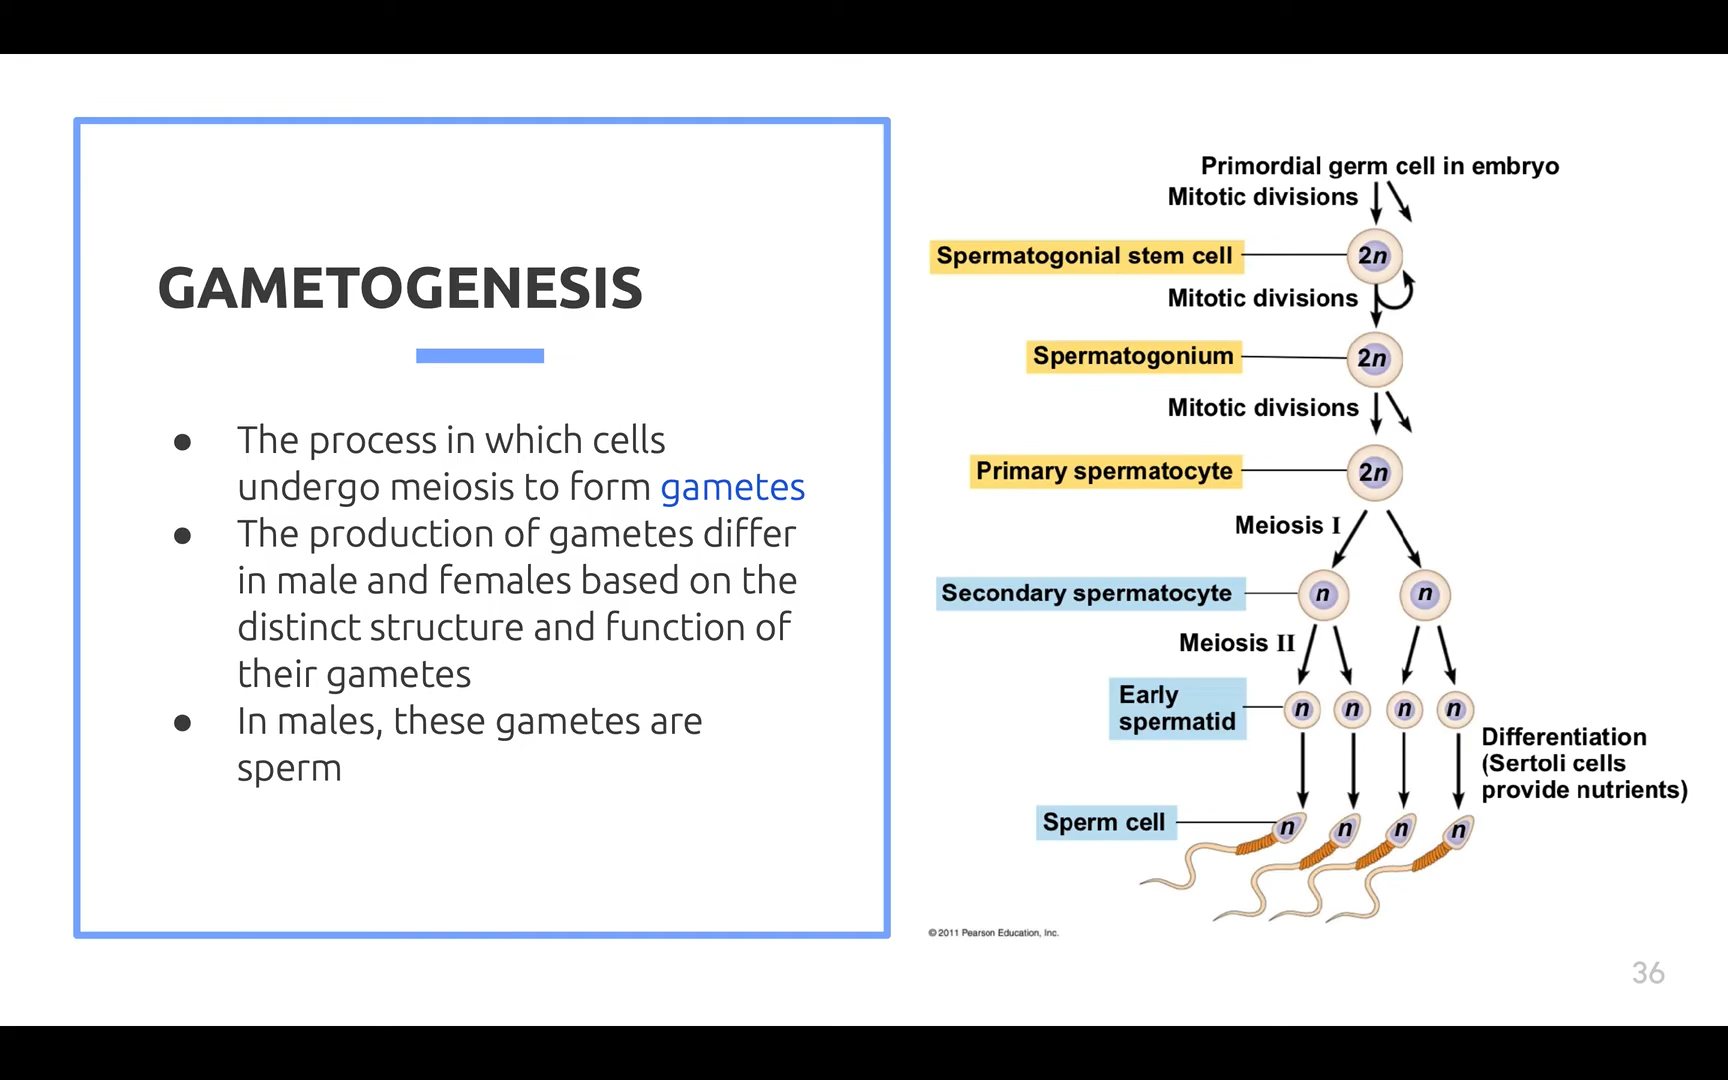 GAMETOGENESIS
● The process in which cells
undergo meiosis to form gametes
● The production of gametes differ
in male and females based on the
distinct structure and function of
their gametes
● In males, these gametes are
sperm
Primordial germ cell in embryo
Mitotic divisions
Spermatogonial stem cell
2n
Mitotic divisions
Spermatogonium
2n
Mitotic divisions
Primary spermatocyte
2n
Meiosis I
Secondary spermatocyte
n n
Meiosis II
Early
spermatid
n n n n
Differentiation
(Sertoli cells
provide nutrients)
Sperm cell
n n n n
© 2011 Pearson Education, Inc.
36